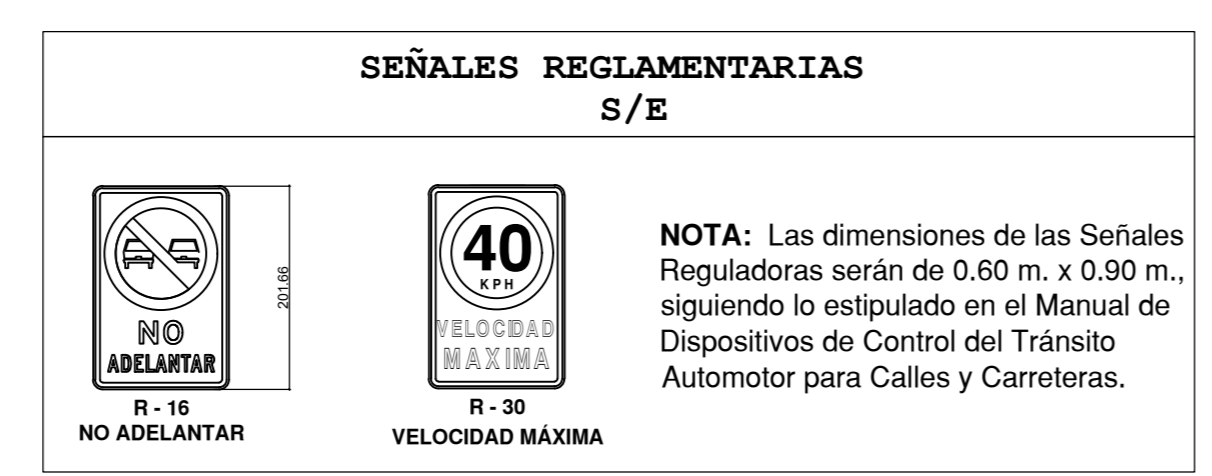 SEÑALES REGLAMENTARIAS
S/E
NO
ADELANTAR
201.66
R - 16
NO ADELANTAR
40
KPH
VELOCIDAD
MAXIMA
R - 30
VELOCIDAD MÁXIMA
NOTA: Las dimensiones de las Señales
Reguladoras serán de 0.60 m. x 0.90 m.,
siguiendo lo estipulado en el Manual de
Dispositivos de Control del Tránsito
Automotor para Calles y Carreteras.